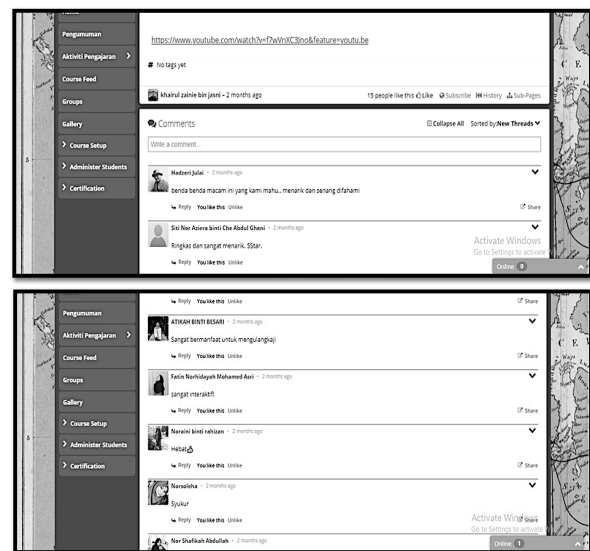 Pengumuman
Aktiviti Pengajaran >
Course Feed
Groups
Gallery
> Course Setup
> Administer Students
> Certification
https://www.youtube.com/watch?v=f7wVnXC3Jno&feature=youtu.be
# No tags yet
khairul zainie bin jasni - 2 months ago
15 people like this Like Subscribe History Sub-Pages
Comments
Collapse All Sorted by:New Threads
Write a comment...
Hadzeri Julai - 2 months ago
benda benda macam ini yang kami mahu.. menarik dan senang difahami
Reply You like this Unlike
Share
Siti Nor Aziera binti Che Abdul Ghani - 2 months ago
Ringkas dan sangat menarik. 5Star.
Reply You like this Unlike
Activate Windows
Go to Settings to activate
Online 0
Pengumuman
Aktiviti Pengajaran >
Course Feed
Groups
Gallery
> Course Setup
> Administer Students
> Certification
Reply You like this Unlike
Share
ATIKAH BINTI BESARI - 2 months ago
Sangat bermanfaat untuk mengulangkaji
Reply You like this Unlike
Share
Fatin Norhidayah Mohamed Asri - 2 months ago
sangat interaktif!
Reply You like this Unlike
Share
Noraini binti rahizan - 2 months ago
Hebat👍
Reply You like this Unlike
Share
Norsoleha - 2 months ago
Syukur
Reply You like this Unlike
Share
Activate Windows
Go to Settings to activate
Nor Shafikah Abdullah - 2 months ago
Online 1